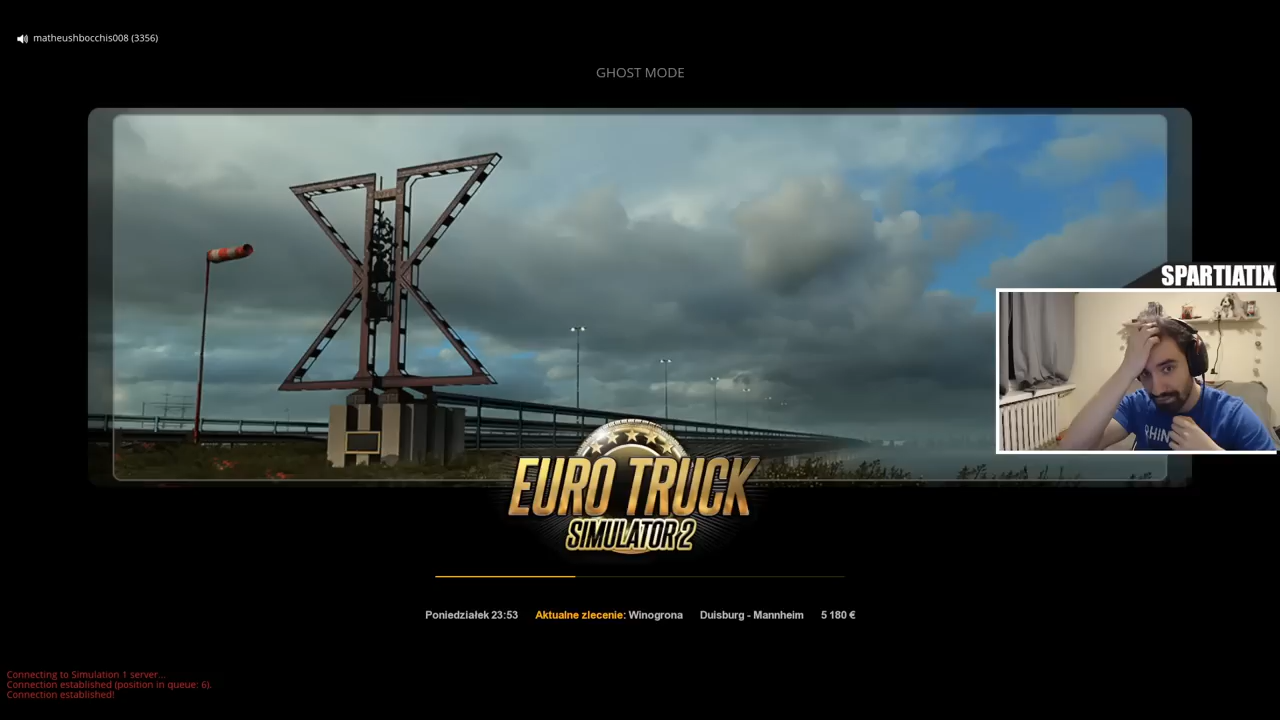 matheushbocchis008 (3356)
GHOST MODE
SPARTIATIX
RHIN
EURO TRUCK
SIMULATOR 2
Poniedziałek 23:53 Aktualne zlecenie: Winogrona Duisburg - Mannheim 5 180 €
Connecting to Simulation 1 server...
Connection established (position in queue: 6).
Connection established!